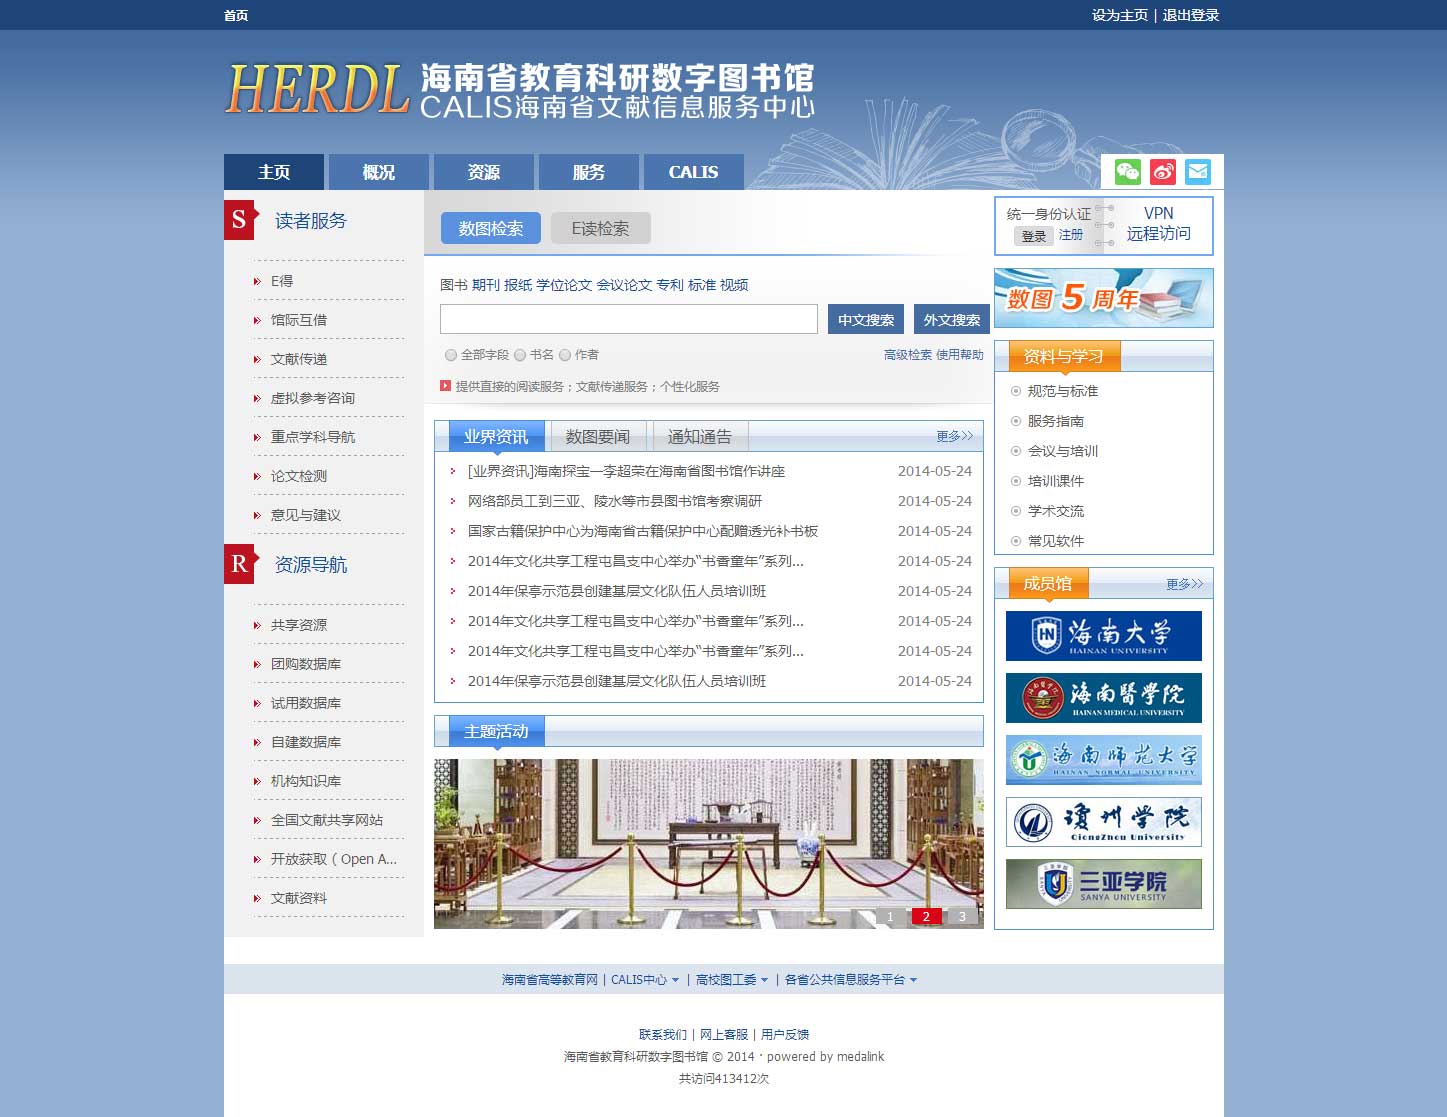 首页
设为主页 | 退出登录
HERDL 海南省教育科研数字图书馆
CALIS海南省文献信息服务中心
主页 概况 资源 服务 CALIS
S 读者服务
E得
馆际互借
文献传递
虚拟参考咨询
重点学科导航
论文检测
意见与建议
R 资源导航
共享资源
团购数据库
试用数据库
自建数据库
机构知识库
全国文献共享网站
开放获取（Open A...
文献资料
数图检索 E读检索
图书 期刊 报纸 学位论文 会议论文 专利 标准 视频
中文搜索 外文搜索
全部字段 书名 作者
高级检索 使用帮助
提供直接的阅读服务；文献传递服务；个性化服务
业界资讯 数图要闻 通知通告 更多>>
[业界资讯]海南探宝—李超荣在海南省图书馆作讲座 2014-05-24
网络部员工到三亚、陵水等市县图书馆考察调研 2014-05-24
国家古籍保护中心为海南省古籍保护中心配赠透光补书板 2014-05-24
2014年文化共享工程屯昌支中心举办“书香童年”系列... 2014-05-24
2014年保亭示范县创建基层文化队伍人员培训班 2014-05-24
2014年文化共享工程屯昌支中心举办“书香童年”系列... 2014-05-24
2014年文化共享工程屯昌支中心举办“书香童年”系列... 2014-05-24
2014年保亭示范县创建基层文化队伍人员培训班 2014-05-24
主题活动
1 2 3
统一身份认证
登录 注册
VPN
远程访问
数图5周年
资料与学习
规范与标准
服务指南
会议与培训
培训课件
学术交流
常见软件
成员馆 更多>>
海南大学
HAINAN UNIVERSITY
海南醫学院
HAINAN MEDICAL UNIVERSITY
海南师范大学
HAINAN NORMAL UNIVERSITY
瓊州学院
QiongZhou University
三亚学院
SANYA UNIVERSITY
海南省高等教育网 | CALIS中心 | 高校图工委 | 各省公共信息服务平台
联系我们 | 网上客服 | 用户反馈
海南省教育科研数字图书馆 © 2014 · powered by medalink
共访问413412次